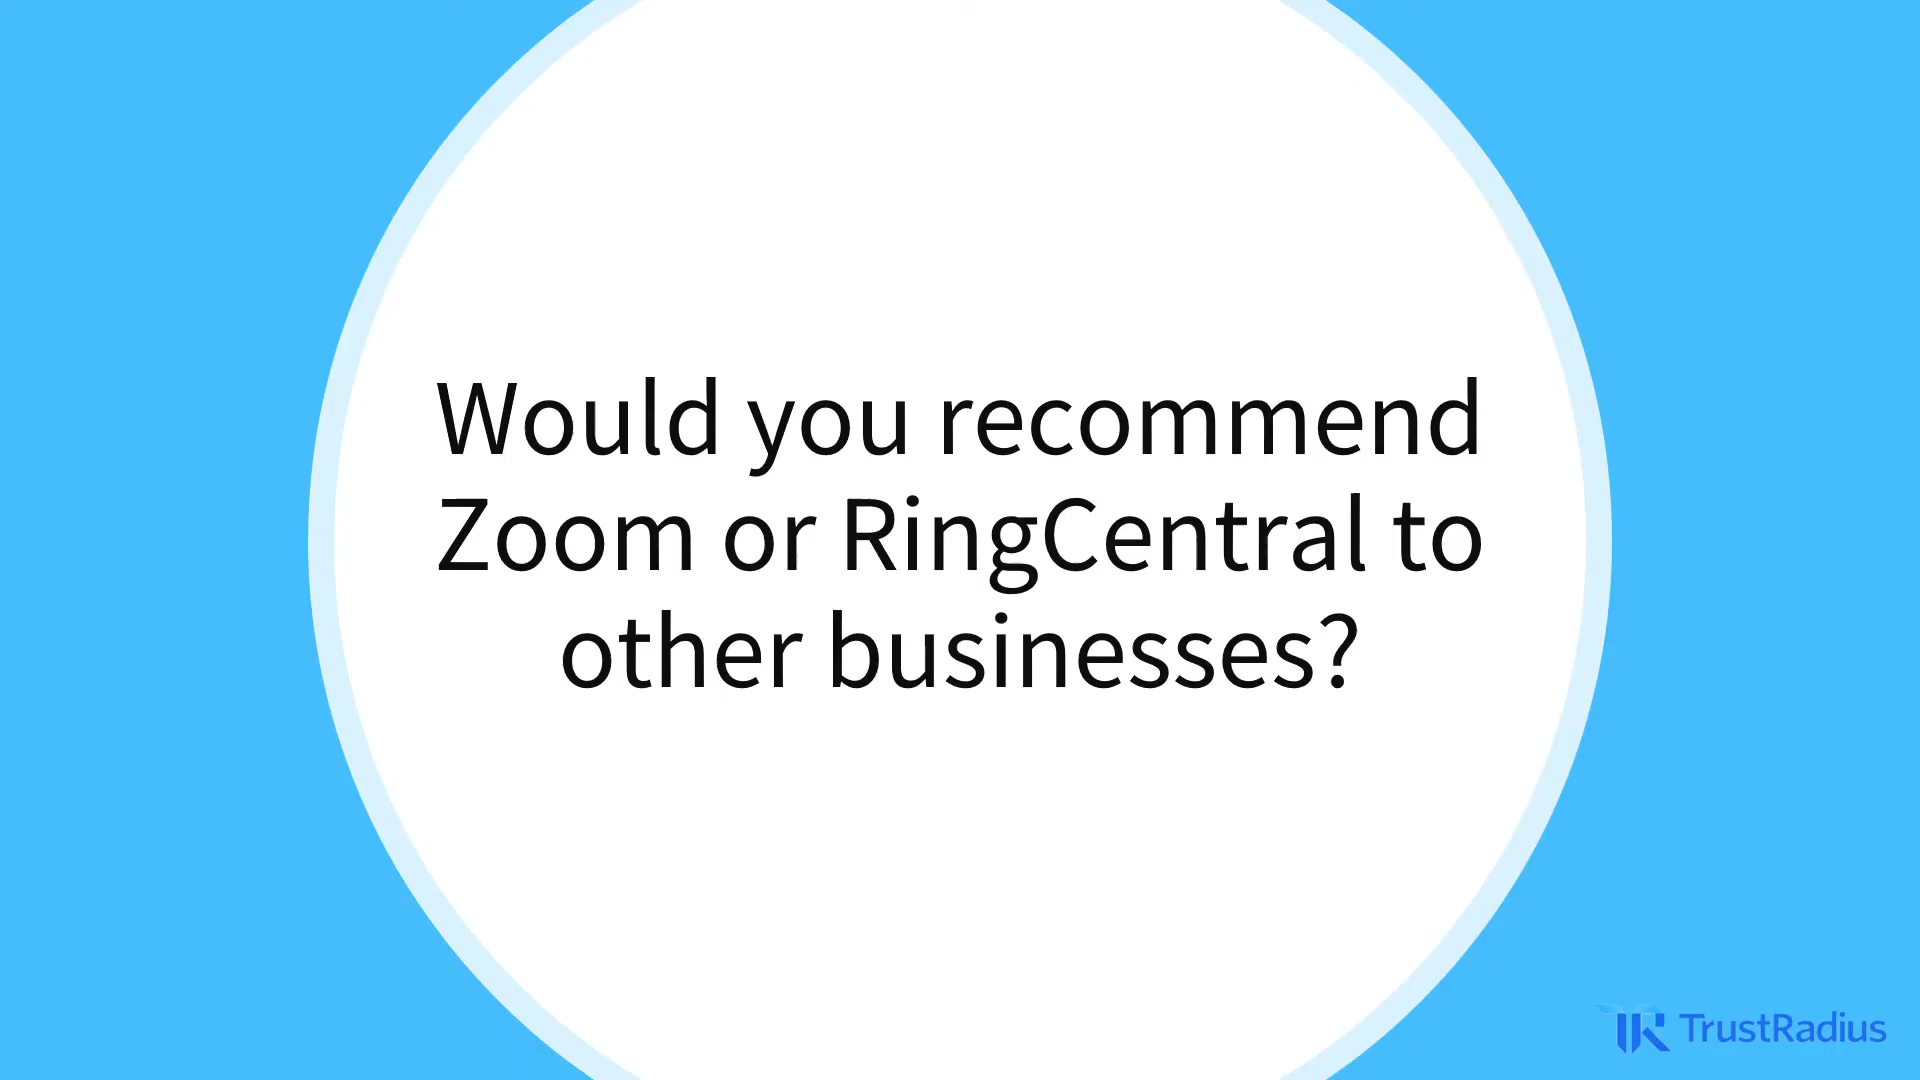 Would you recommend
Zoom or RingCentral to
other businesses?
TrustRadius